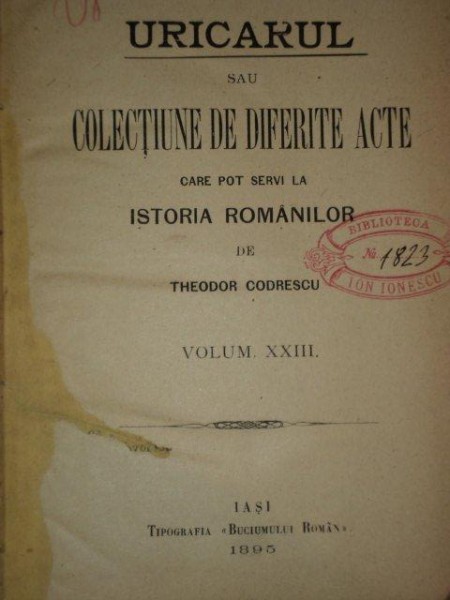 URICARUL
SAU
COLECȚIUNE DE DIFERITE ACTE
CARE POT SERVI LA
ISTORIA ROMÂNILOR
DE
THEODOR CODRESCU
BIBLIOTECA
№ 1823
ION IONESCU
VOLUM. XXIII.
IAȘI
TIPOGRAFIA «BUCIUMULUI ROMÂN»
1895